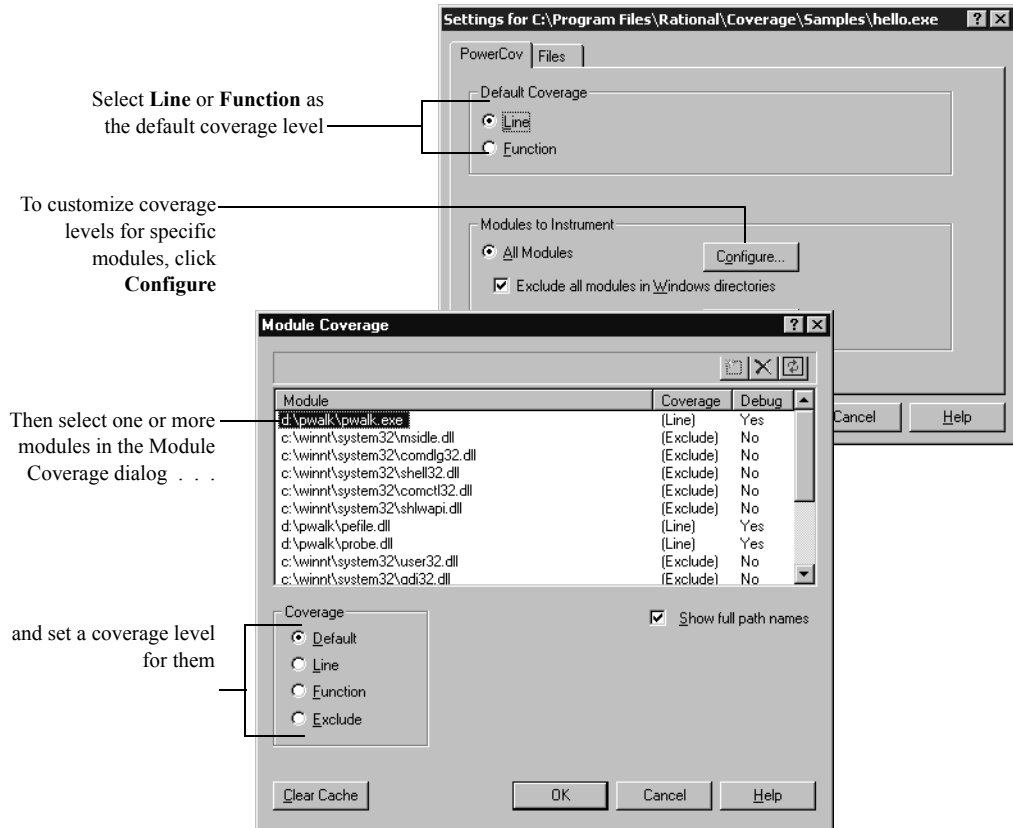 Settings for C:\Program Files\Rational\Coverage\Samples\hello.exe
PowerCov
Files
Default Coverage
Line
Function
Select Line or Function as
the default coverage level
To customize coverage
levels for specific
modules, click
Configure
Modules to Instrument
All Modules
Configure...
Exclude all modules in Windows directories
Cancel
Help
Module Coverage
Module Coverage Debug
d:\pwalk\pwalk.exe (Line) Yes
c:\winnt\system32\msidle.dll (Exclude) No
c:\winnt\system32\comdlg32.dll (Exclude) No
c:\winnt\system32\shell32.dll (Exclude) No
c:\winnt\system32\comctl32.dll (Exclude) No
c:\winnt\system32\shlwapi.dll (Exclude) No
d:\pwalk\pefile.dll (Line) Yes
d:\pwalk\probe.dll (Line) Yes
c:\winnt\system32\user32.dll (Exclude) No
c:\winnt\system32\gdi32.dll (Exclude) No
Then select one or more
modules in the Module
Coverage dialog . . .
Coverage
Default
Line
Function
Exclude
Show full path names
and set a coverage level
for them
Clear Cache
OK
Cancel
Help